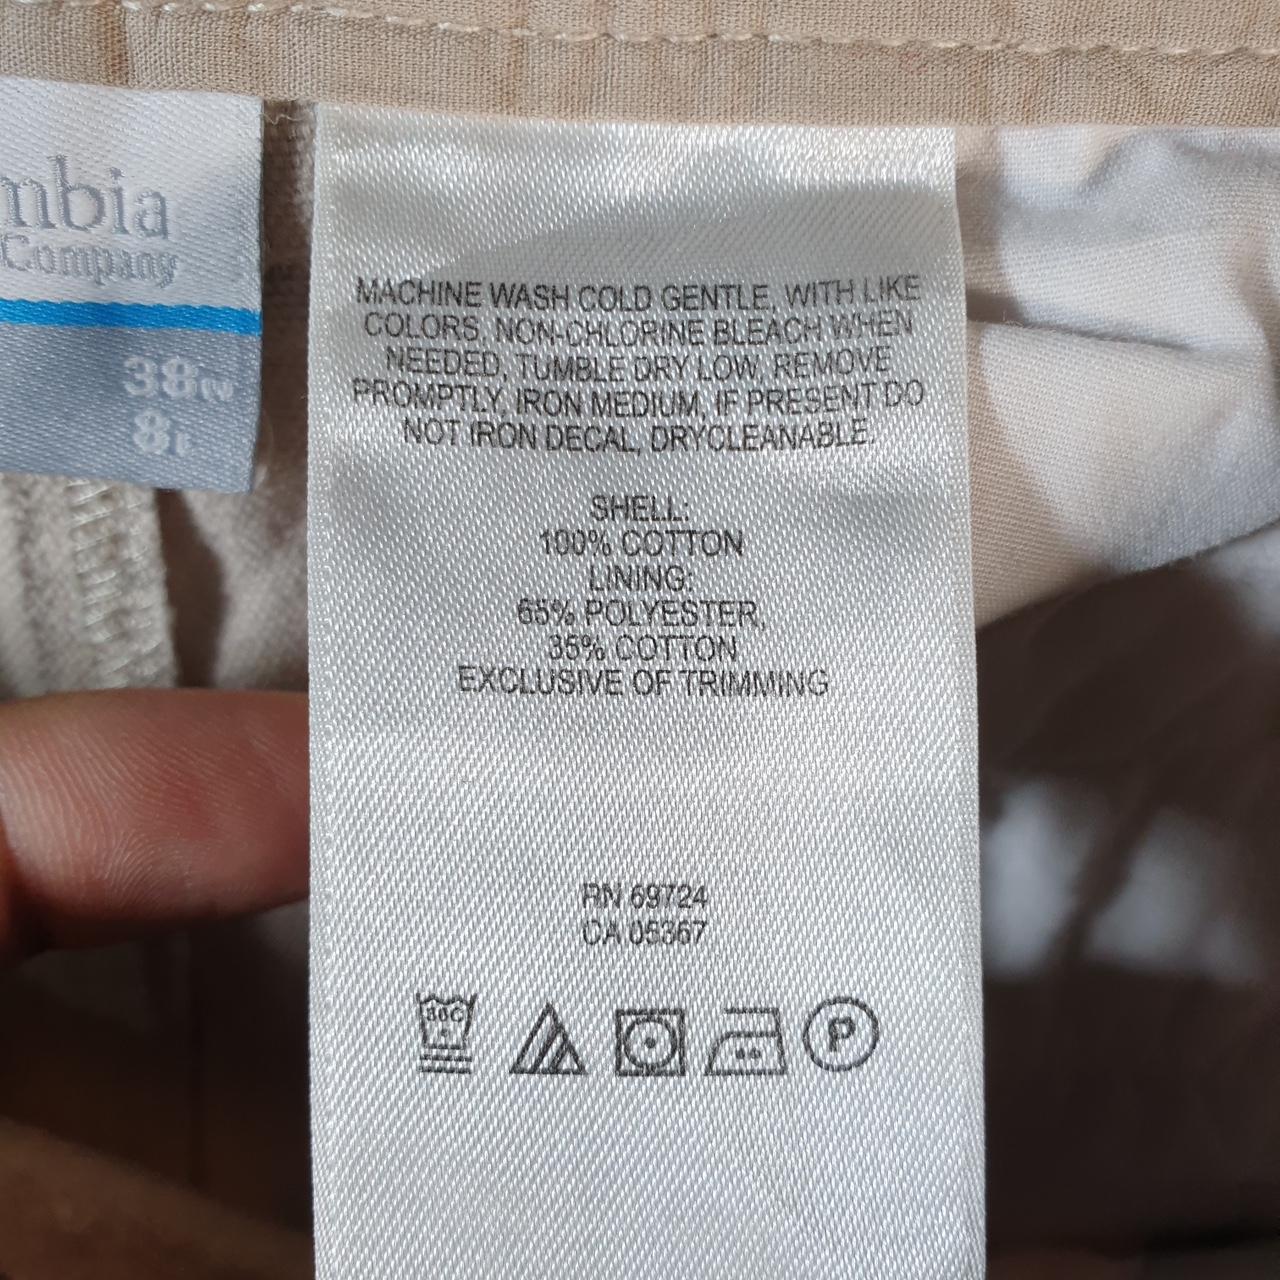 nbia
Company
38W
8L
MACHINE WASH COLD GENTLE, WITH LIKE
COLORS, NON-CHLORINE BLEACH WHEN
NEEDED, TUMBLE DRY LOW, REMOVE
PROMPTLY, IRON MEDIUM, IF PRESENT DO
NOT IRON DECAL, DRYCLEANABLE.
SHELL:
100% COTTON
LINING:
65% POLYESTER,
35% COTTON
EXCLUSIVE OF TRIMMING
RN 69724
CA 05367
30C
P